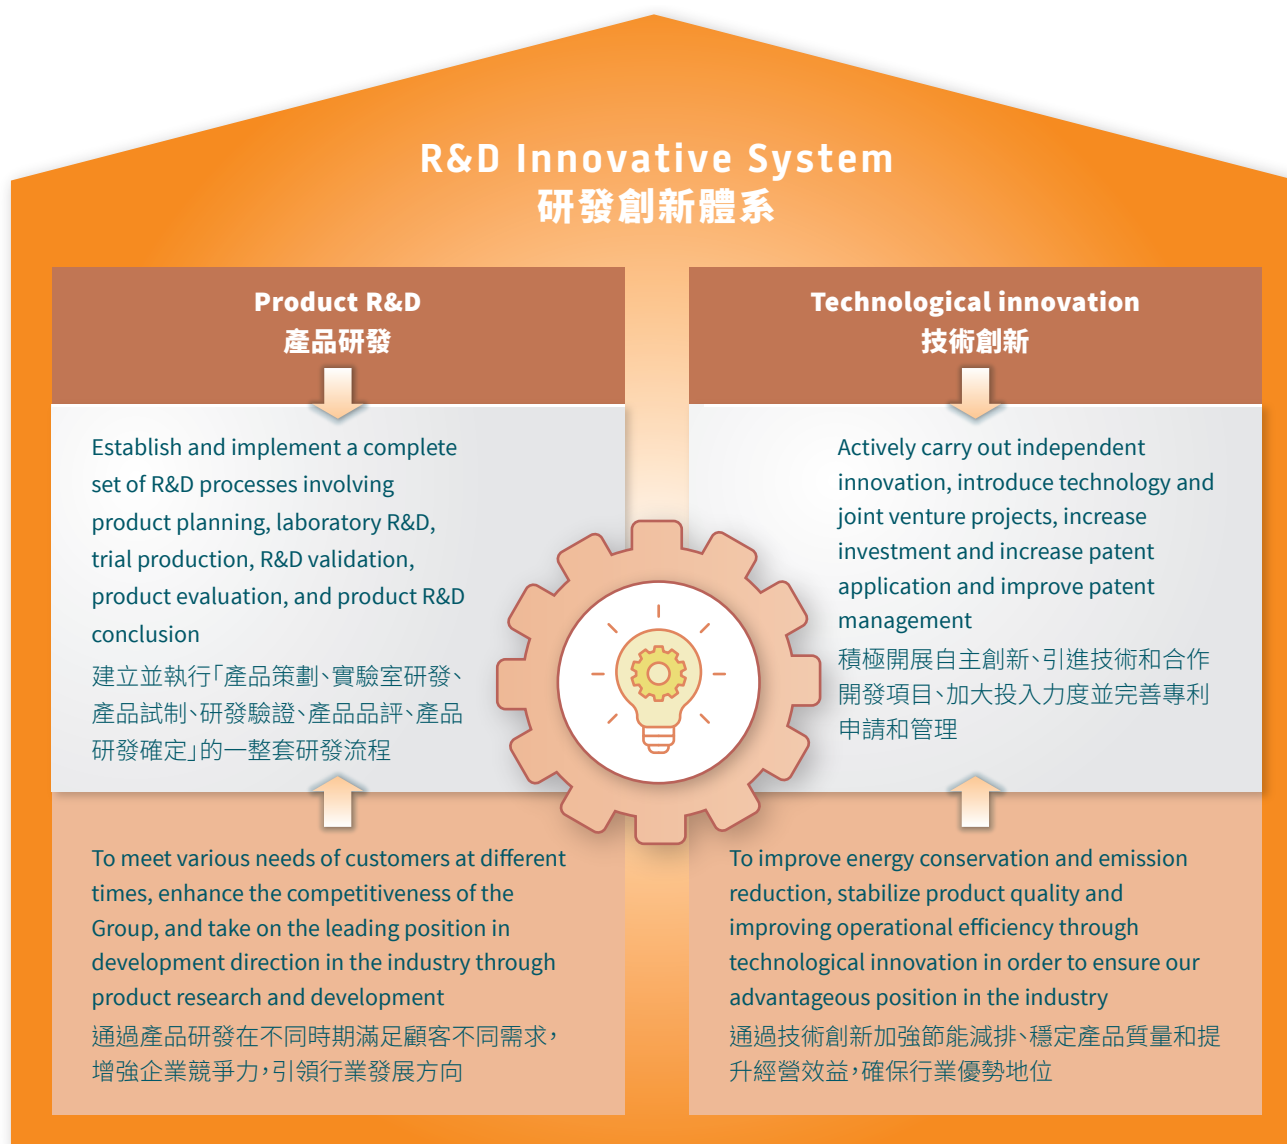 R&D Innovative System
研發創新體系
Product R&D
產品研發
Establish and implement a complete
set of R&D processes involving
product planning, laboratory R&D,
trial production, R&D validation,
product evaluation, and product R&D
conclusion
建立並執行「產品策劃、實驗室研發、
產品試制、研發驗證、產品品評、產品
研發確定」的一整套研發流程
To meet various needs of customers at different
times, enhance the competitiveness of the
Group, and take on the leading position in
development direction in the industry through
product research and development
通過產品研發在不同時期滿足顧客不同需求，
增強企業競爭力，引領行業發展方向
Technological innovation
技術創新
Actively carry out independent
innovation, introduce technology and
joint venture projects, increase
investment and increase patent
application and improve patent
management
積極開展自主創新、引進技術和合作
開發項目、加大投入力度並完善專利
申請和管理
To improve energy conservation and emission
reduction, stabilize product quality and
improving operational efficiency through
technological innovation in order to ensure our
advantageous position in the industry
通過技術創新加強節能減排、穩定產品質量和提
升經營效益，確保行業優勢地位